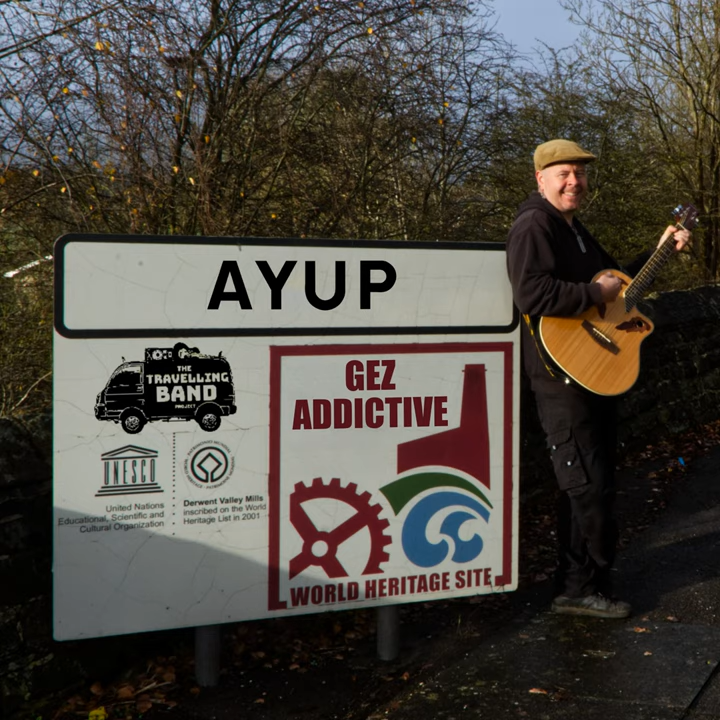 AYUP
THE
TRAVELLING
BAND
PROJECT
UNESCO
United Nations
Educational, Scientific and
Cultural Organization
Derwent Valley Mills
inscribed on the World
Heritage List in 2001
GEZ
ADDICTIVE
WORLD HERITAGE SITE